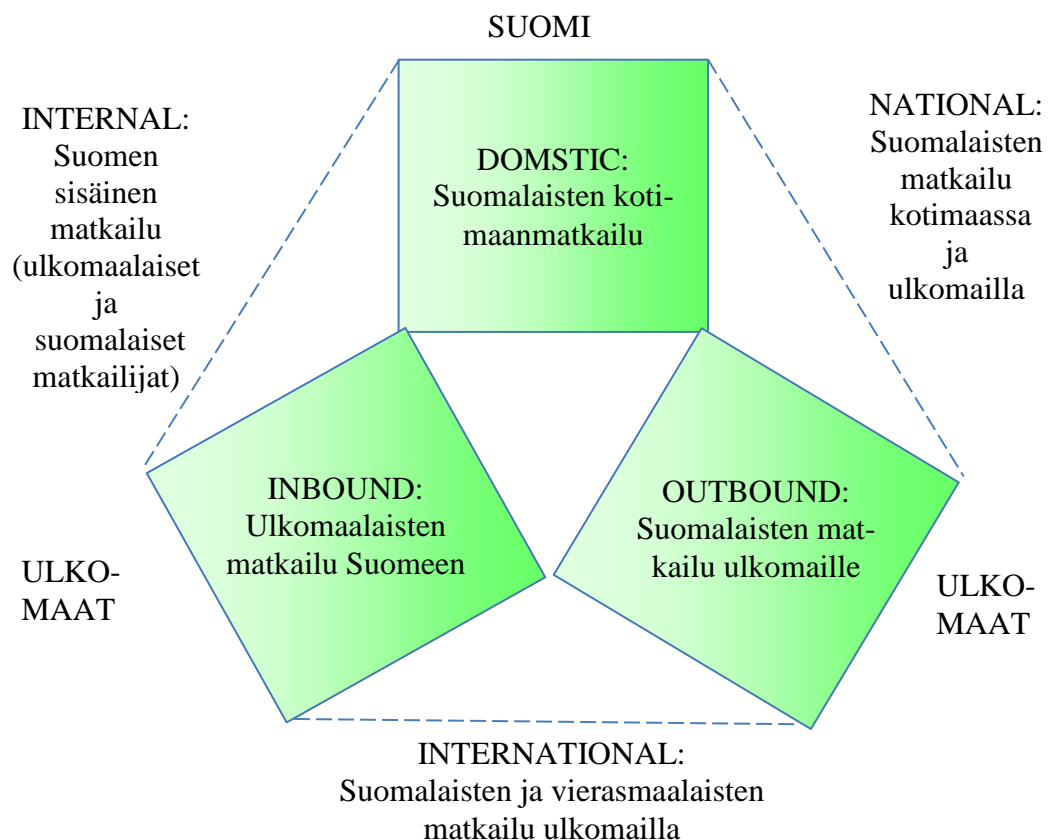 SUOMI
INTERNAL:
Suomen
sisäinen
matkailu
(ulkomaalaiset
ja
suomalaiset
matkailijat)
DOMSTIC:
Suomalaisten koti-
maanmatkailu
NATIONAL:
Suomalaisten
matkailu
kotimaassa
ja
ulkomailla
INBOUND:
Ulkomaalaisten
matkailu Suomeen
OUTBOUND:
Suomalaisten mat-
kailu ulkomaille
ULKO-
MAAT
ULKO-
MAAT
INTERNATIONAL:
Suomalaisten ja vierasmaalaisten
matkailu ulkomailla